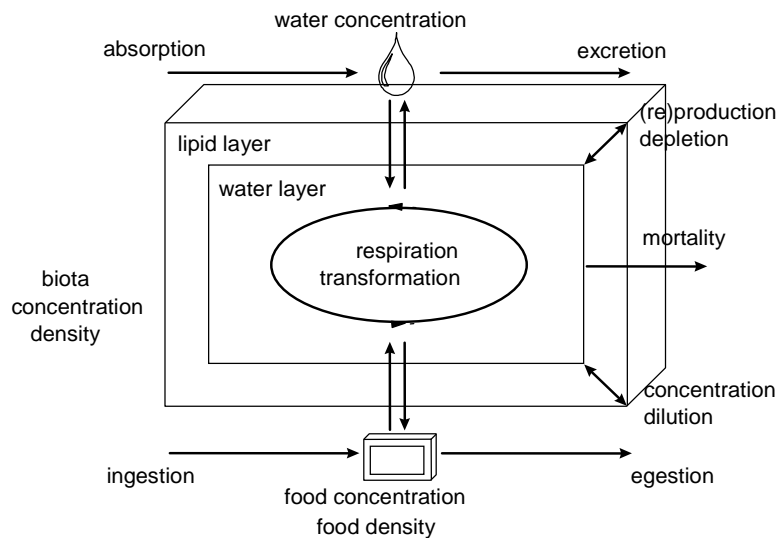 water concentration
absorption
excretion
(re)production
depletion
lipid layer
water layer
respiration
transformation
mortality
biota
concentration
density
concentration
dilution
ingestion
egestion
food concentration
food density